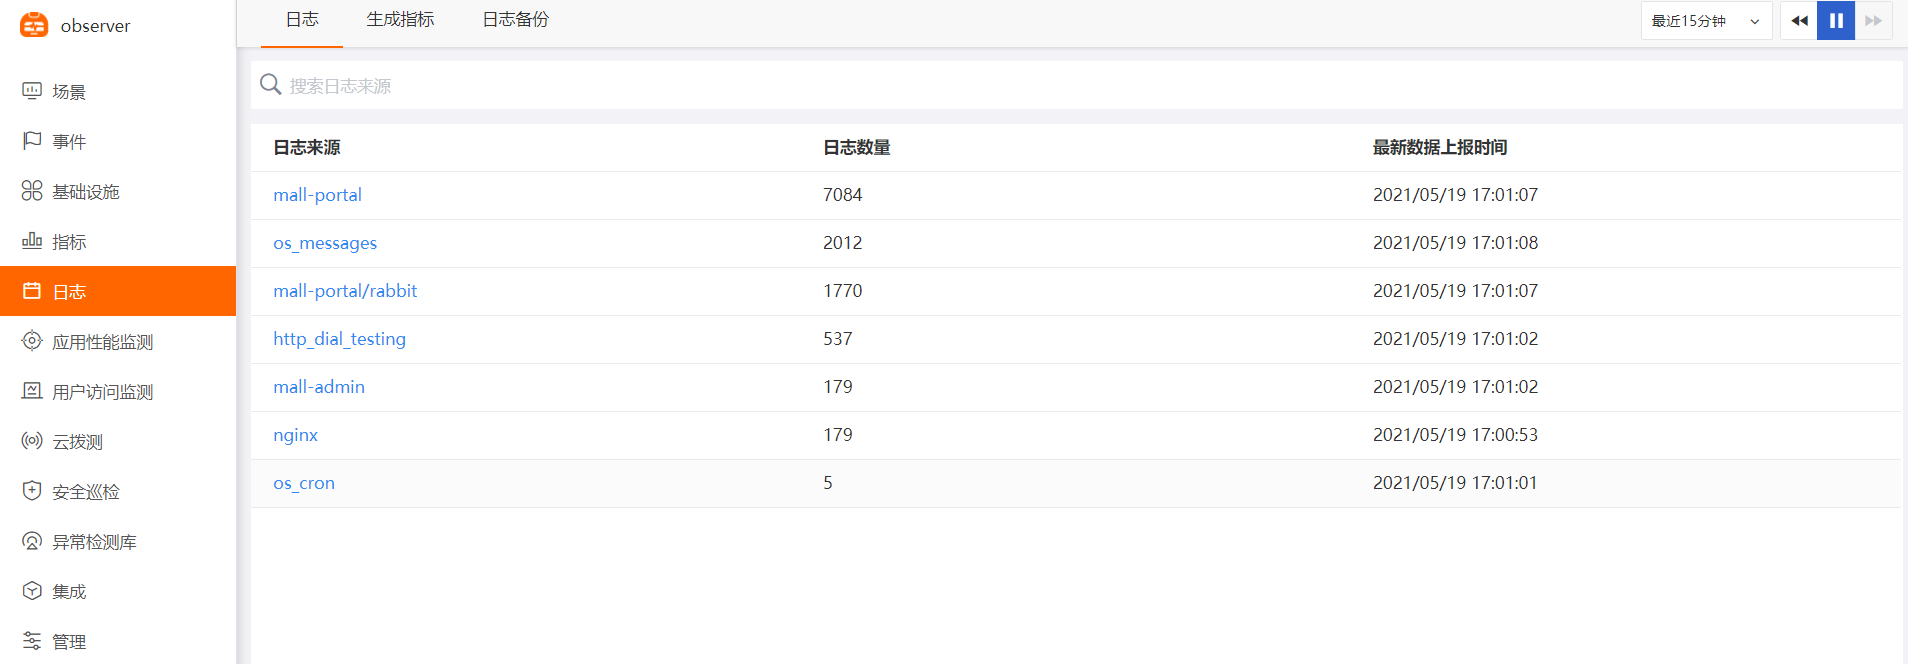 observer
场景
事件
基础设施
指标
日志
应用性能监测
用户访问监测
云拨测
安全巡检
异常检测库
集成
管理
日志 生成指标 日志备份 最近15分钟
搜索日志来源
日志来源 日志数量 最新数据上报时间
mall-portal 7084 2021/05/19 17:01:07
os_messages 2012 2021/05/19 17:01:08
mall-portal/rabbit 1770 2021/05/19 17:01:07
http_dial_testing 537 2021/05/19 17:01:02
mall-admin 179 2021/05/19 17:01:02
nginx 179 2021/05/19 17:00:53
os_cron 5 2021/05/19 17:01:01